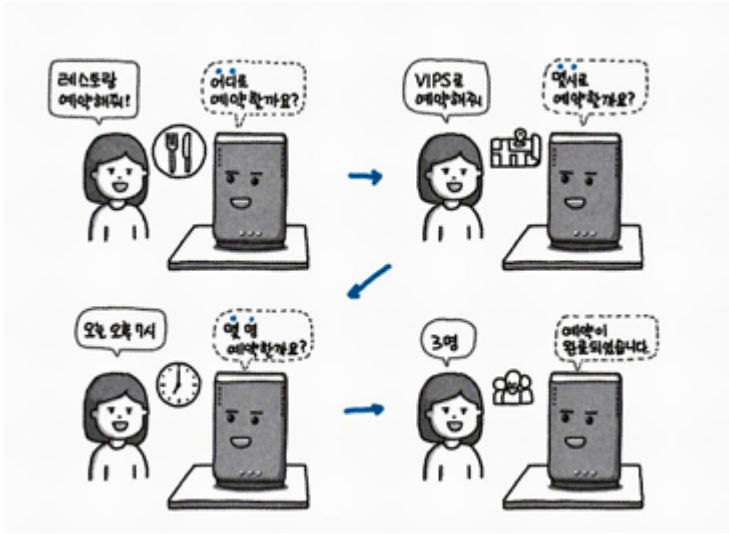 레스토랑
예약해줘!
어디로
예약할까요?
VIPS로
예약해줘
몇시로
예약할까요?
오늘 오후 7시
몇 명
예약할까요?
3명
예약이
완료되었습니다.